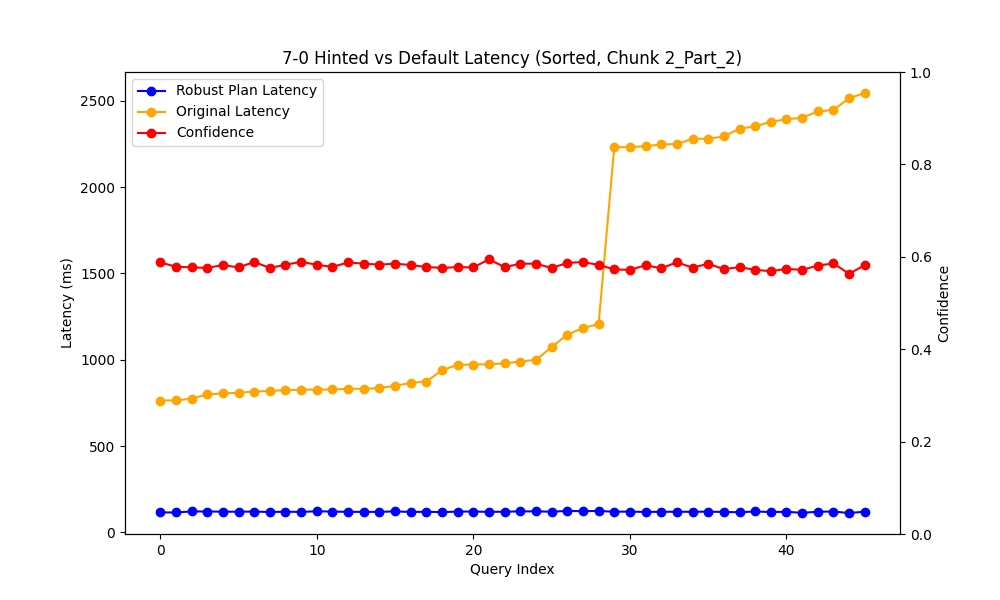 7-0 Hinted vs Default Latency (Sorted, Chunk 2_Part_2)
Robust Plan Latency
Original Latency
Confidence
Latency (ms)
2500
2000
1500
1000
500
0
1.0
0.8
0.6
0.4
0.2
0.0
Confidence
0 10 20 30 40
Query Index